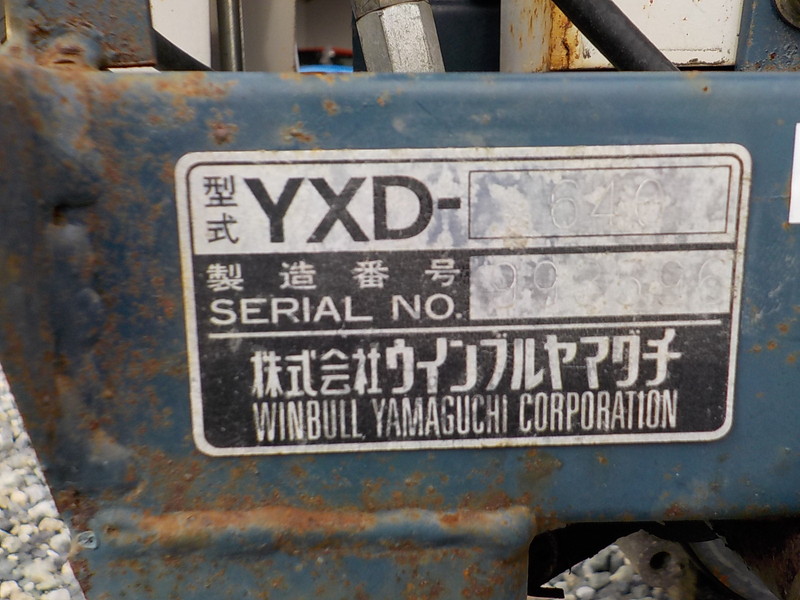 型式 YXD- 640
製造番号
SERIAL NO.
株式会社ウインブルヤマグチ
WINBULL YAMAGUCHI CORPORATION